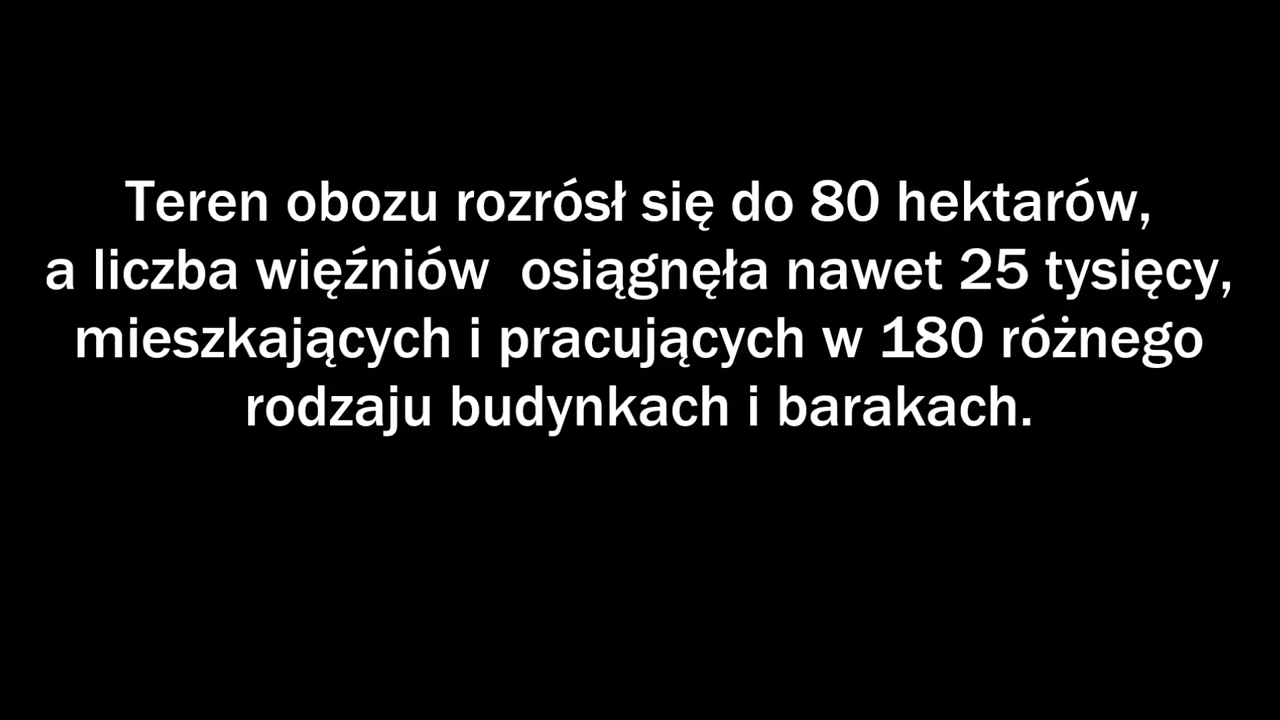 Teren obozu rozrósł się do 80 hektarów,
a liczba więźniów  osiągnęła nawet 25 tysięcy,
mieszkających i pracujących w 180 różnego
rodzaju budynkach i barakach.